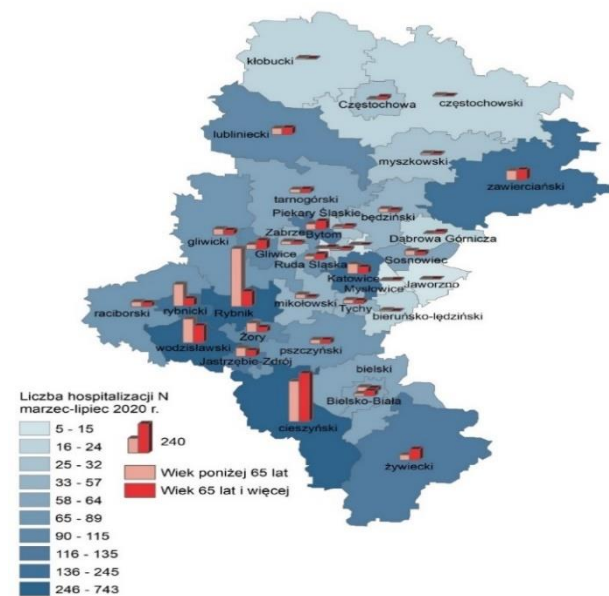 kłobucki
Częstochowa
częstochowski
lubliniecki
myszkowski
zawierciański
tarnogórski
Piekary Śląskie
będziński
Zabrze
Bytom
gliwicki
Dąbrowa Górnicza
Gliwice
Sosnowiec
Ruda Śląska
Katowice
Mysłowice
Jaworzno
raciborski
rybnicki
Rybnik
mikołowski
Tychy
bieruńsko-lędziński
wodzisławski
Żory
Jastrzębie-Zdrój
pszczyński
bielski
Bielsko-Biała
cieszyński
żywiecki
Liczba hospitalizacji N
marzec-lipiec 2020 r.
5 - 15
16 - 24
25 - 32
33 - 57
58 - 64
65 - 89
90 - 115
116 - 135
136 - 245
246 - 743
240
Wiek poniżej 65 lat
Wiek 65 lat i więcej